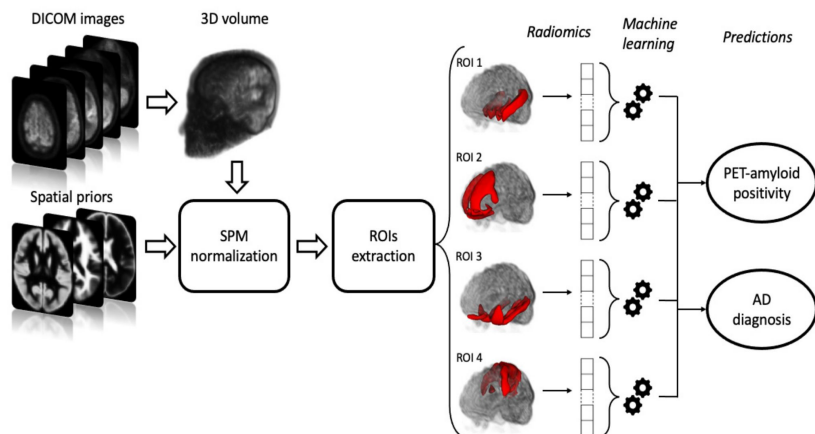 DICOM images
3D volume
Radiomics
Machine
learning
Predictions
ROI 1
ROI 2
PET-amyloid
positivity
Spatial priors
SPM
normalization
ROIs
extraction
ROI 3
AD
diagnosis
ROI 4